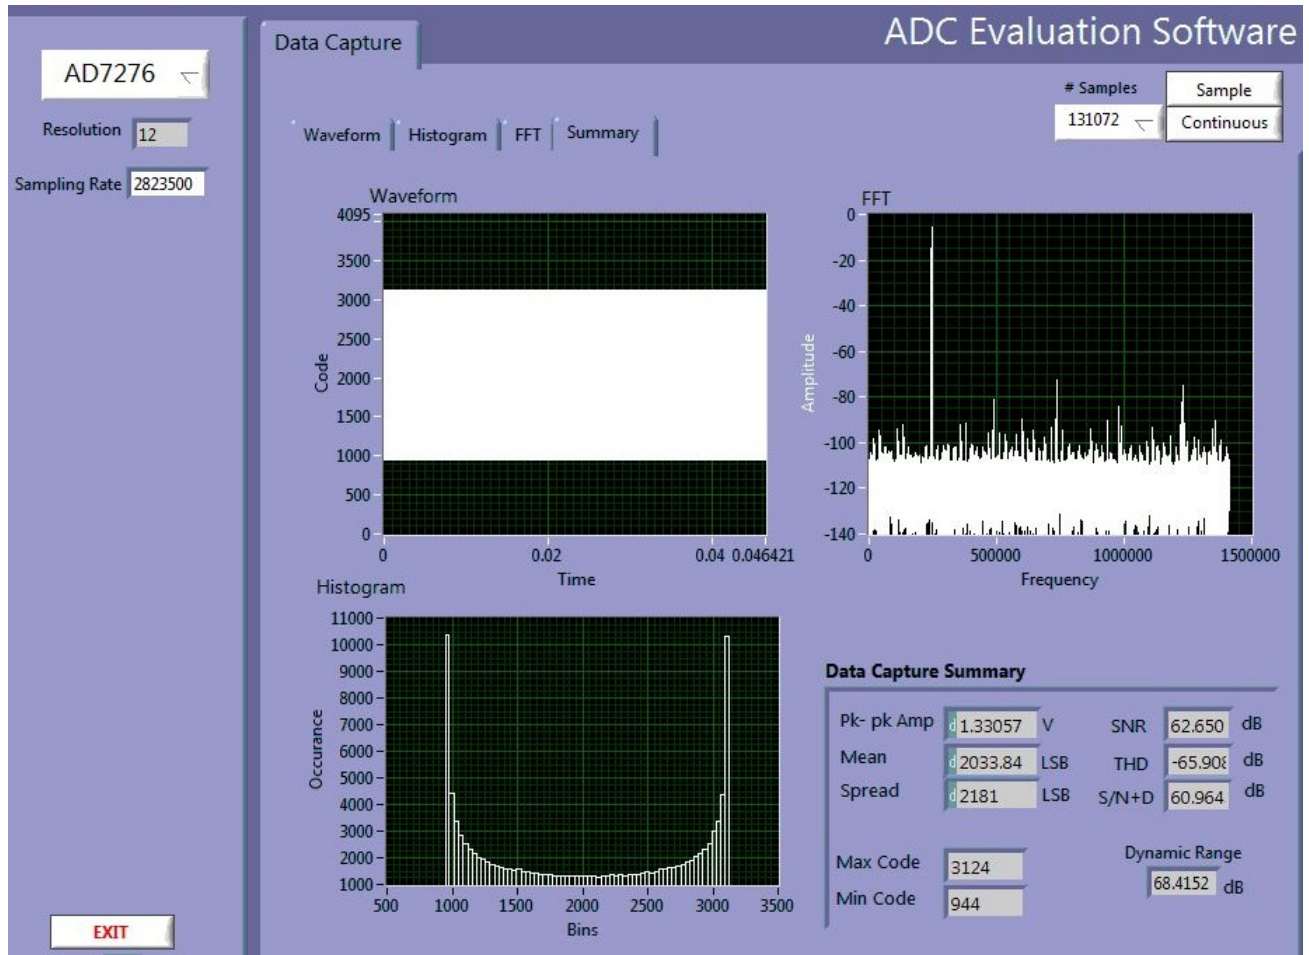 ADC Evaluation Software
AD7276
Resolution 12
Sampling Rate 2823500
EXIT
Data Capture
# Samples
131072
Sample
Continuous
Waveform Histogram FFT Summary
Waveform
Code
4095
3500
3000
2500
2000
1500
1000
500
0
0 0.02 0.04 0.046421
Time
FFT
Amplitude
0
-20
-40
-60
-80
-100
-120
-140
0 500000 1000000 1500000
Frequency
Histogram
Occurance
11000
10000
9000
8000
7000
6000
5000
4000
3000
2000
1000
500 1000 1500 2000 2500 3000 3500
Bins
Data Capture Summary
Pk- pk Amp d 1.33057 V SNR 62.650 dB
Mean d 2033.84 LSB THD -65.908 dB
Spread d 2181 LSB S/N+D 60.964 dB
Max Code 3124
Min Code 944
Dynamic Range
68.4152 dB